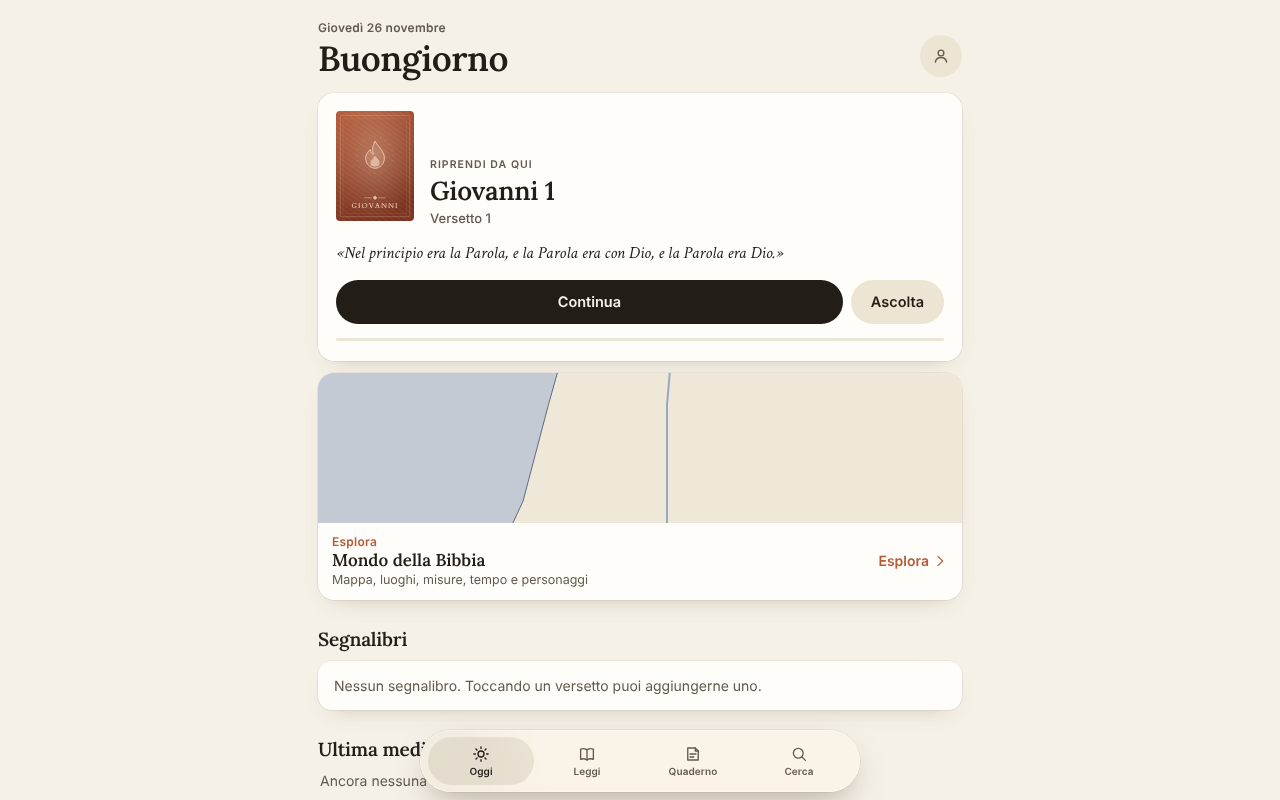 Giovedì 26 novembre
Buongiorno
GIOVANNI
RIPRENDI DA QUI
Giovanni 1
Versetto 1
«Nel principio era la Parola, e la Parola era con Dio, e la Parola era Dio.»
Continua
Ascolta
Esplora
Mondo della Bibbia
Mappa, luoghi, misure, tempo e personaggi
Esplora
Segnalibri
Nessun segnalibro. Toccando un versetto puoi aggiungerne uno.
Ultima medi
Ancora nessuna
Oggi
Leggi
Quaderno
Cerca